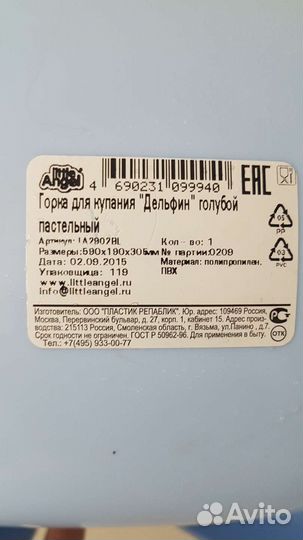 little Angel
4 690231 099940
EAC
Горка для купания "Дельфин" голубой
пастельный
05
PP
03
PVC
Артикул: LA2902BL Кол-во: 1
Размеры: 590x190x305мм № партии: 0209
Дата: 02.09.2015 Материал: полипропилен,
Упаковщица: 119 ПВХ
www.littleangel.ru
info@littleangel.ru
Изготовитель: ООО "ПЛАСТИК РЕПАБЛИК", Юр. адрес: 109469 Россия,
Москва, Перервинский бульвар, д. 27, корп. 1, кабинет 15. Адрес произ-
водства: 215113 Россия, Смоленская область, г. Вязьма, ул.Панино , д.7.
Срок годности не ограничен. ГОСТ Р 50962-96. Для применения в быту.
Тел.:+7(495) 933-00-77
ОТК
Avito